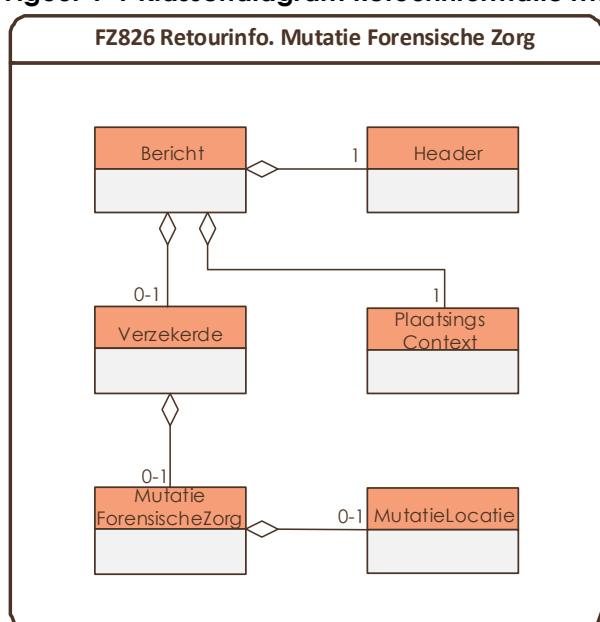 FZ826 Retourinfo. Mutatie Forensische Zorg
Bericht
1
Header
0-1
1
Verzekerde
Plaatsings
Context
0-1
Mutatie
ForensischeZorg
0-1
MutatieLocatie